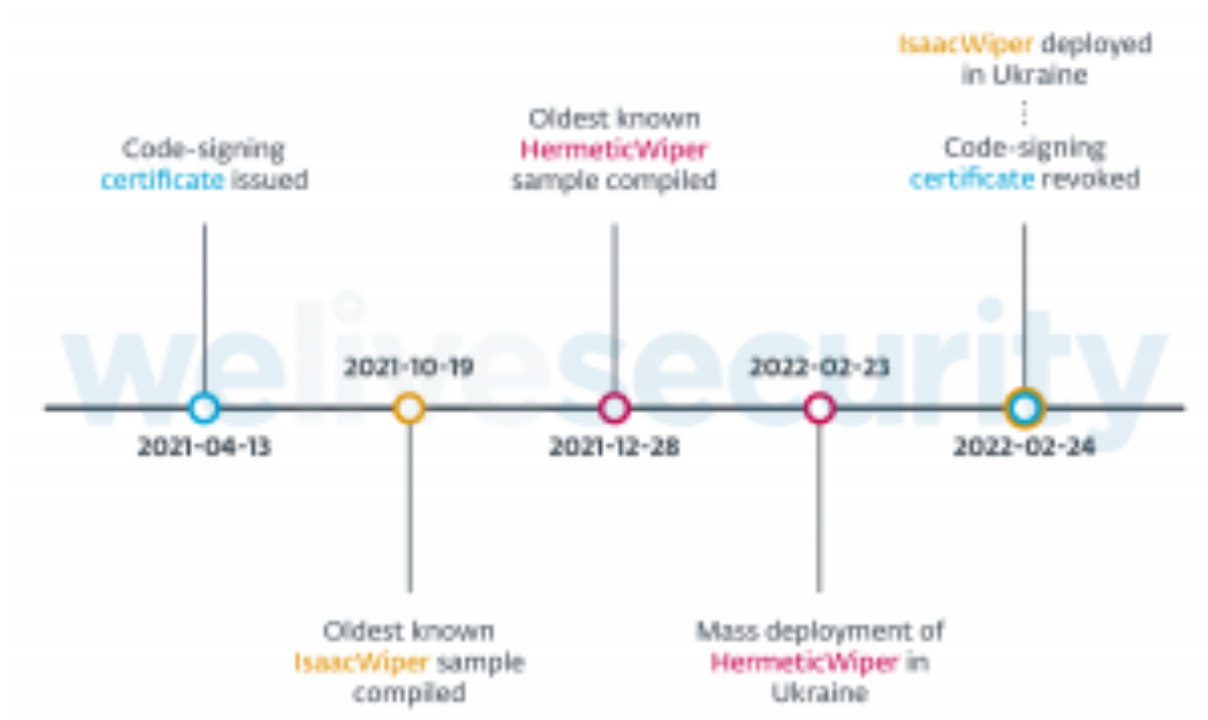 IsaacWiper deployed
in Ukraine
Code-signing
certificate revoked
Oldest known
HermeticWiper
sample compiled
Code-signing
certificate issued
welivesecurity
2021-10-19
2022-02-23
2021-04-13
2021-12-28
2022-02-24
Oldest known
IsaacWiper sample
compiled
Mass deployment of
HermeticWiper in
Ukraine